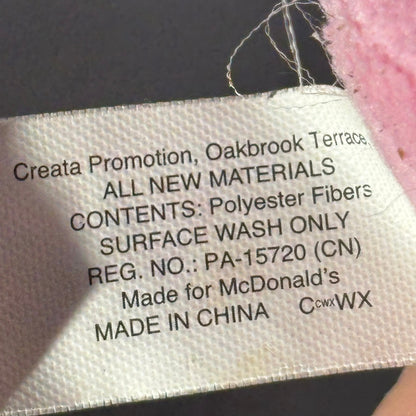 Creata Promotion, Oakbrook Terrace,
ALL NEW MATERIALS
CONTENTS: Polyester Fibers
SURFACE WASH ONLY
REG. NO.: PA-15720 (CN)
Made for McDonald's
MADE IN CHINA CcwxWX